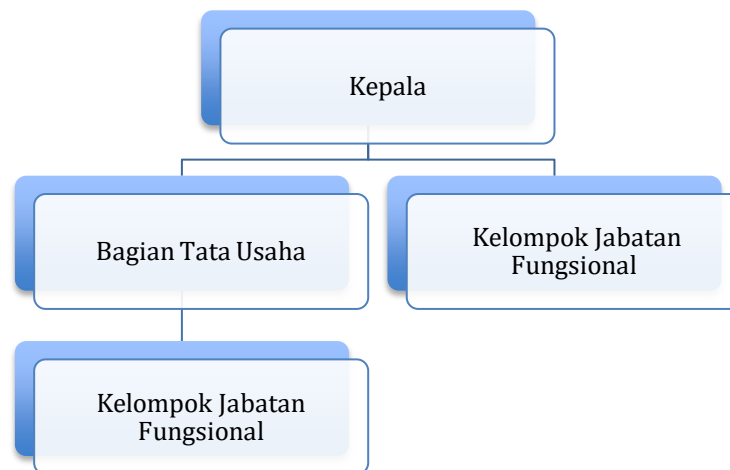 Kepala
Bagian Tata Usaha
Kelompok Jabatan
Fungsional
Kelompok Jabatan
Fungsional